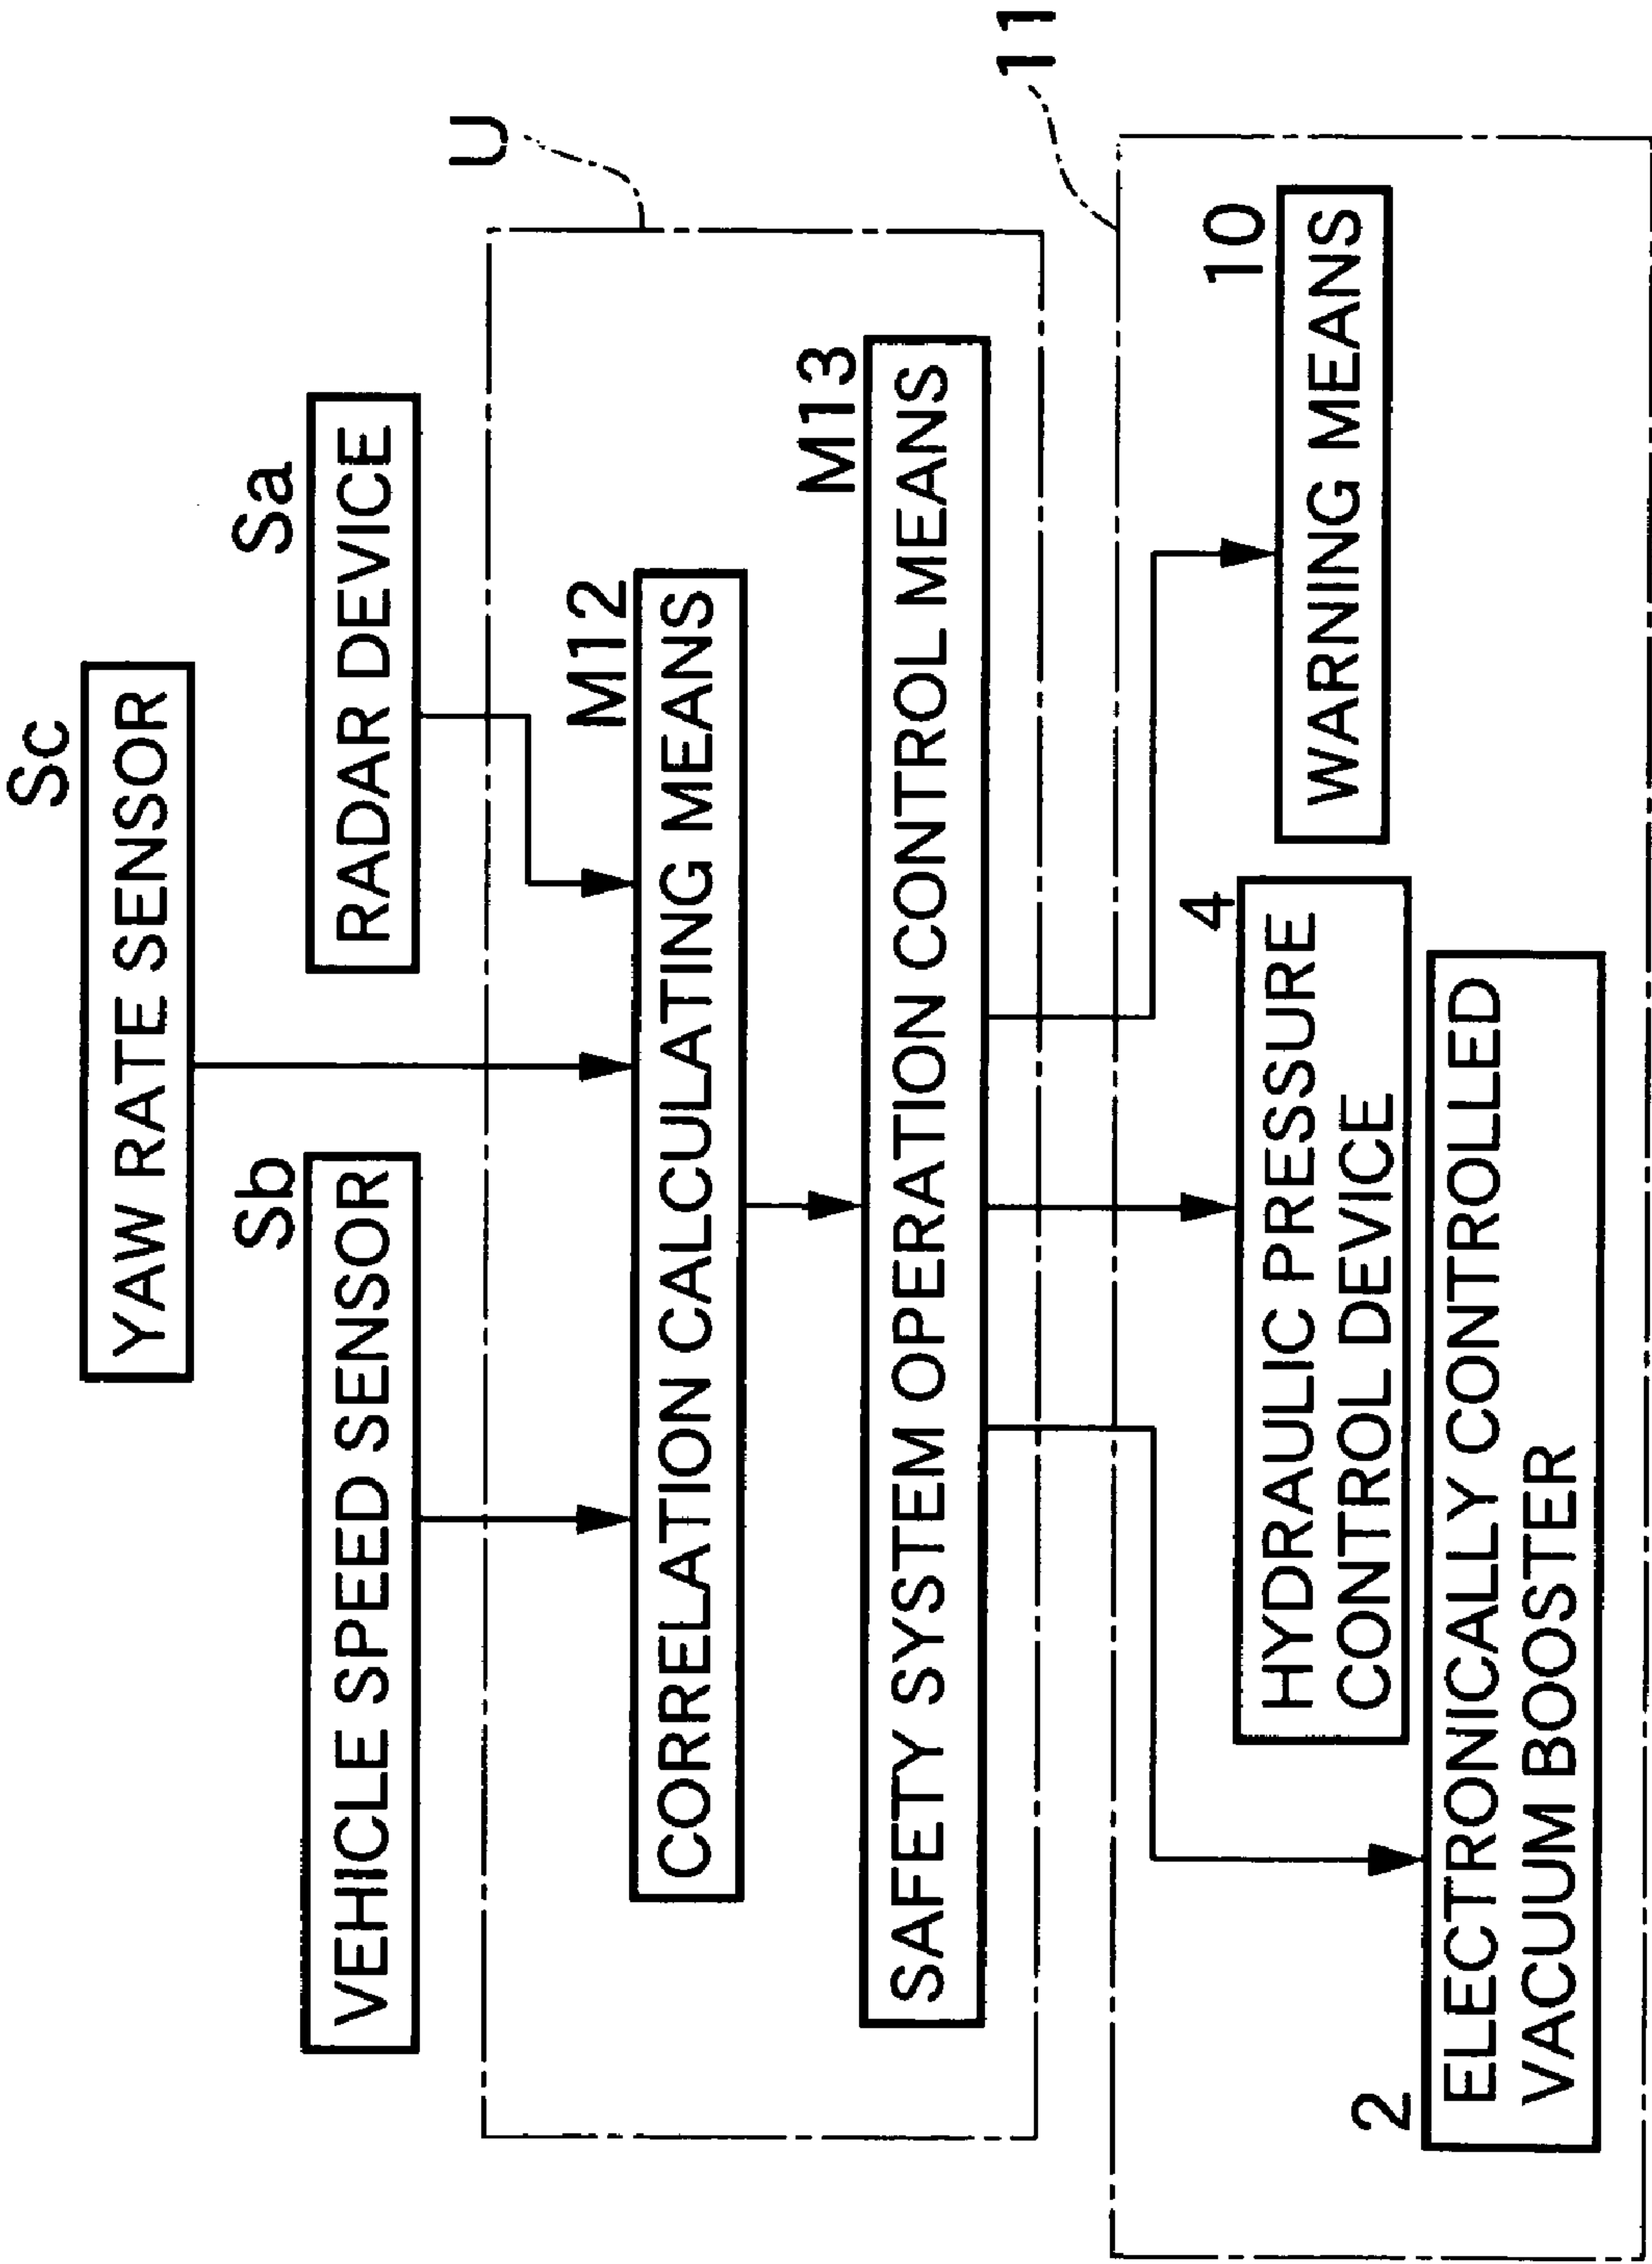 Sc
YAW RATE SENSOR
Sb
VEHICLE SPEED SENSOR
Sa
RADAR DEVICE
U
M12
CORRELATION CALCULATING MEANS
M13
SAFETY SYSTEM OPERATION CONTROL MEANS
11
4
HYDRAULIC PRESSURE
CONTROL DEVICE
10
WARNING MEANS
2
ELECTRONICALLY CONTROLLED
VACUUM BOOSTER